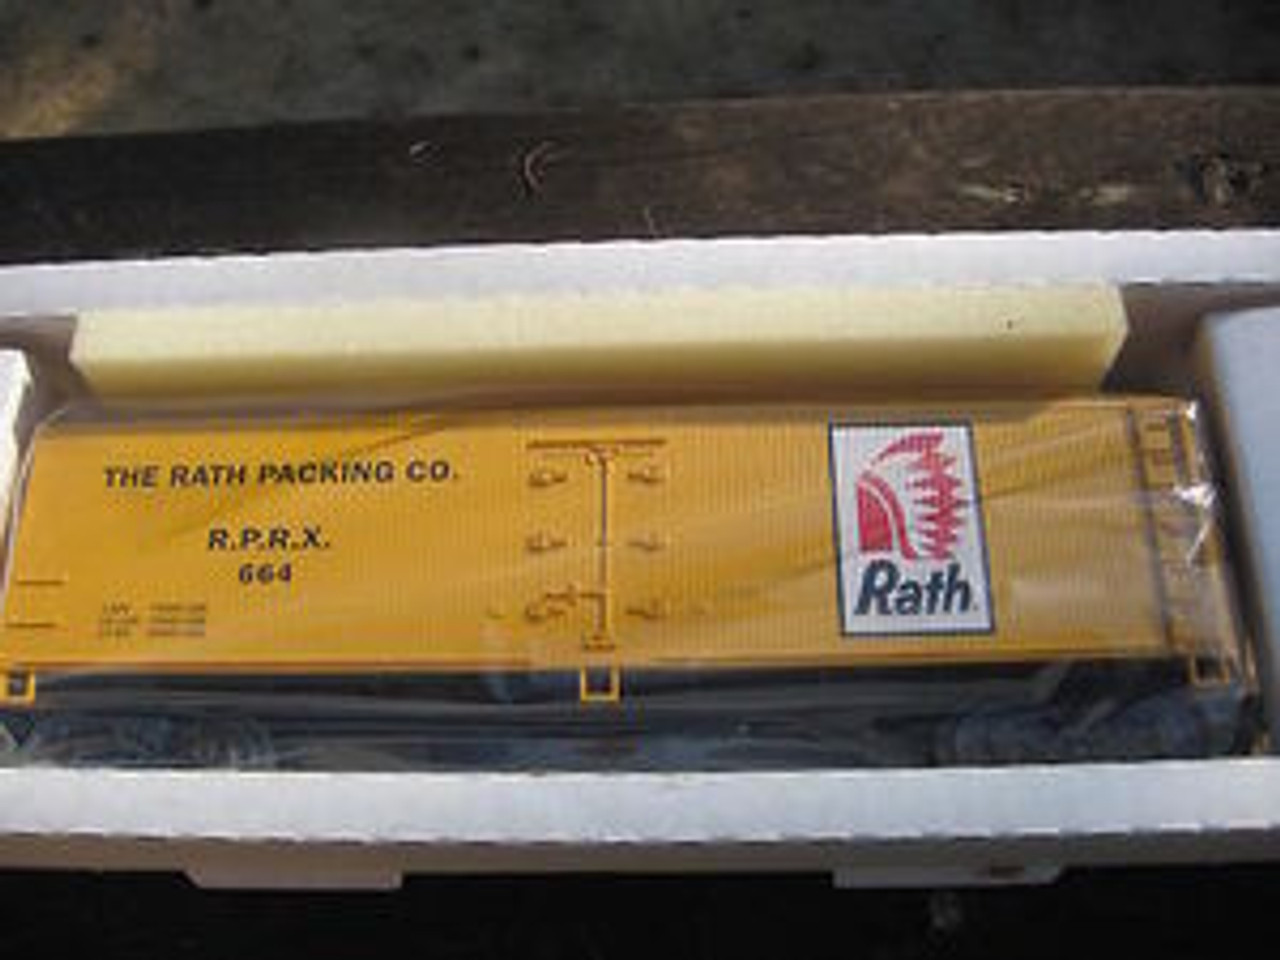 THE RATH PACKING CO.
R.P.R.X.
664
Rath